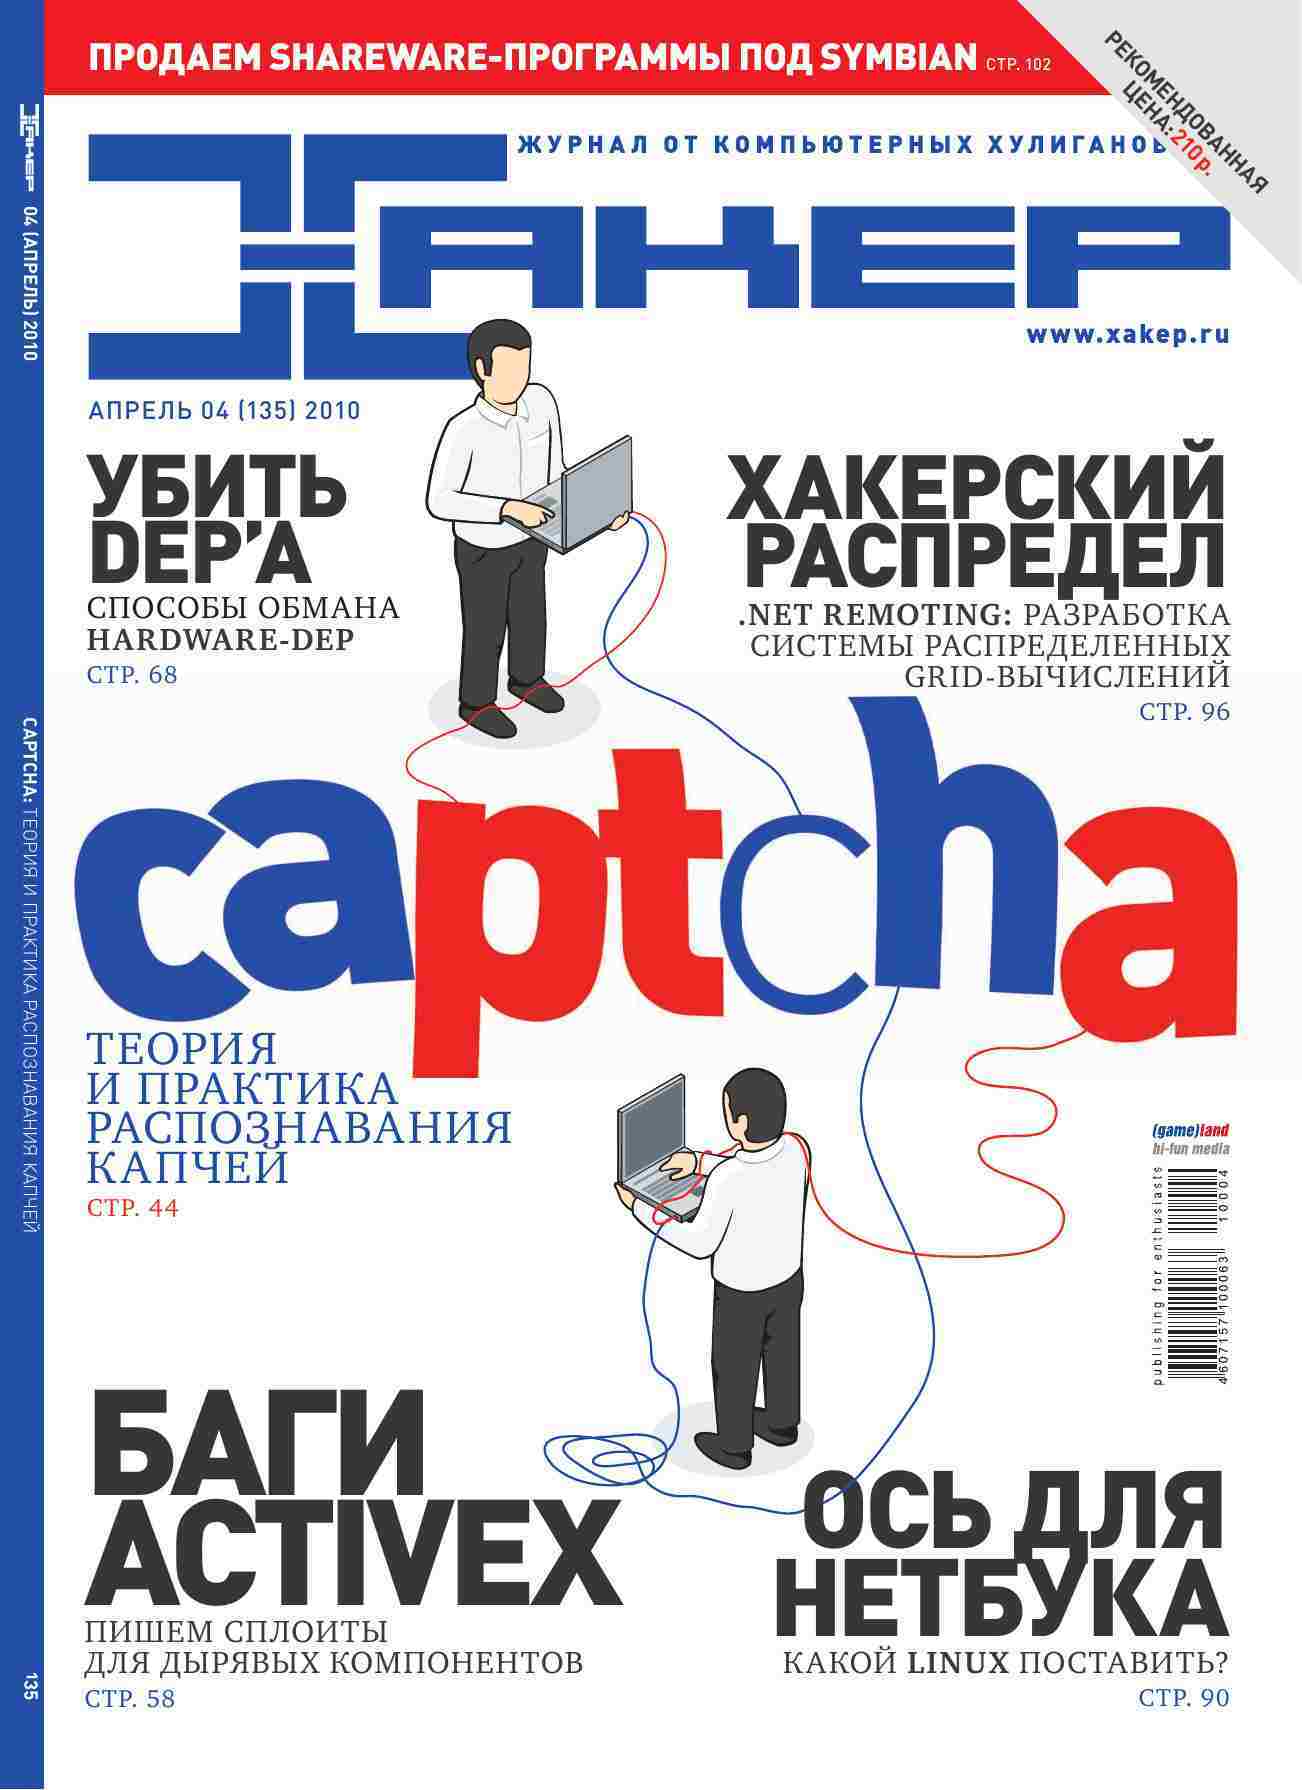 ПРОДАЕМ SHAREWARE-ПРОГРАММЫ ПОД SYMBIAN СТР. 102
РЕКОМЕНДОВАННАЯ
ЦЕНА: 210 р.
ЖУРНАЛ ОТ КОМПЬЮТЕРНЫХ ХУЛИГАНОВ
ХАКЕР
www.xakep.ru
АПРЕЛЬ 04 (135) 2010
УБИТЬ
DEP'А
СПОСОБЫ ОБМАНА
HARDWARE-DEP
СТР. 68
ХАКЕРСКИЙ
РАСПРЕДЕЛ
.NET REMOTING: РАЗРАБОТКА
СИСТЕМЫ РАСПРЕДЕЛЕННЫХ
GRID-ВЫЧИСЛЕНИЙ
СТР. 96
captcha
ТЕОРИЯ
И ПРАКТИКА
РАСПОЗНАВАНИЯ
КАПЧЕЙ
СТР. 44
(game)land
hi-fun media
publishing for enthusiasts
4607157100063
10004
БАГИ
ACTIVEX
ПИШЕМ СПЛОИТЫ
ДЛЯ ДЫРЯВЫХ КОМПОНЕНТОВ
СТР. 58
ОСЬ ДЛЯ
НЕТБУКА
КАКОЙ LINUX ПОСТАВИТЬ?
СТР. 90
ХАКЕР 04 (АПРЕЛЬ) 2010
CAPTCHA: ТЕОРИЯ И ПРАКТИКА РАСПОЗНАВАНИЯ КАПЧЕЙ
135